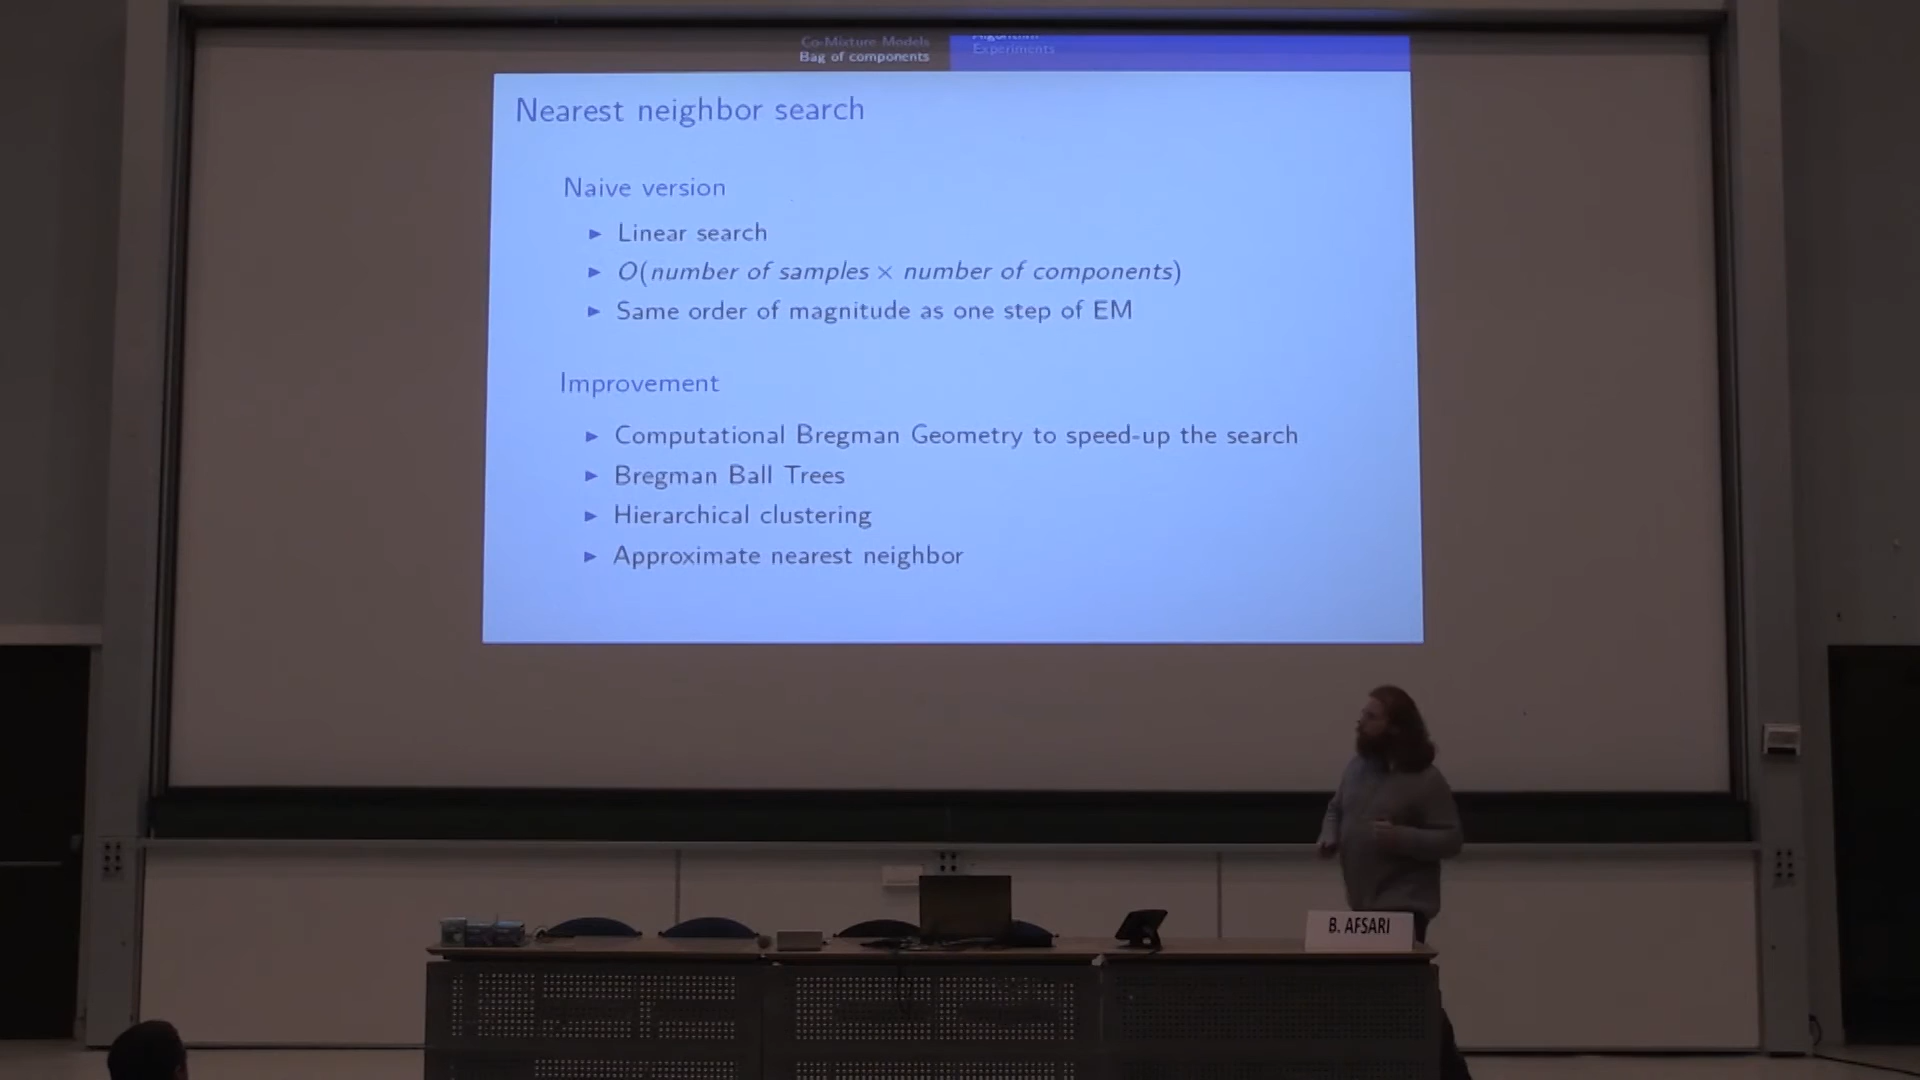 Co-Mixture Models
Bag of components
Algorithm
Experiments
Nearest neighbor search
Naive version
► Linear search
► O(number of samples × number of components)
► Same order of magnitude as one step of EM
Improvement
► Computational Bregman Geometry to speed-up the search
► Bregman Ball Trees
► Hierarchical clustering
► Approximate nearest neighbor
B. AFSARI